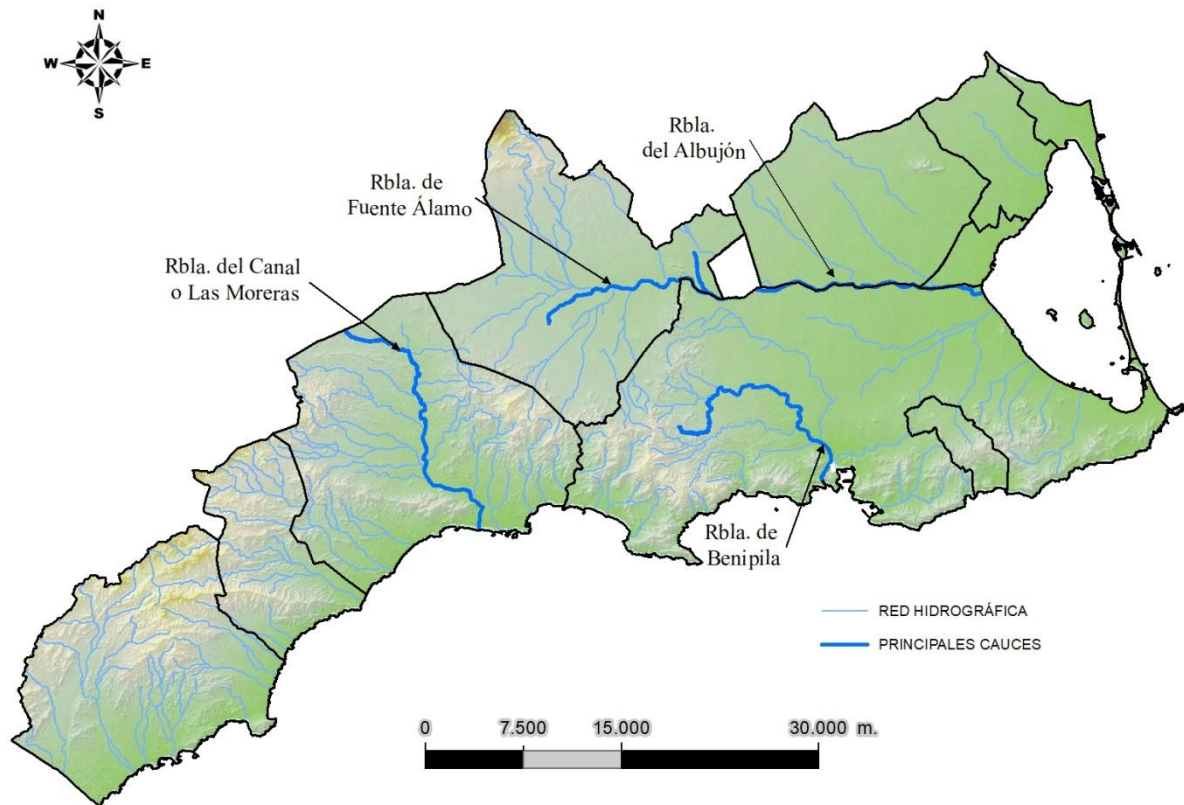 N
W E
S
Rbla.
del Albujón
Rbla. de
Fuente Álamo
Rbla. del Canal
o Las Moreras
Rbla. de
Benipila
RED HIDROGRÁFICA
PRINCIPALES CAUCES
0 7.500 15.000 30.000 m.